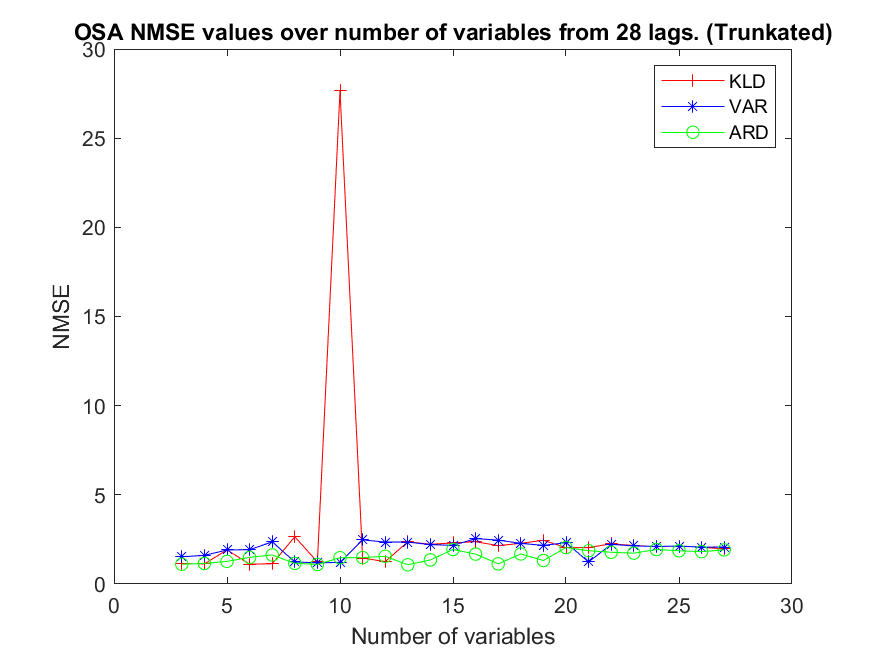 OSA NMSE values over number of variables from 28 lags. (Trunkated)
30
25
20
15
10
5
0
NMSE
KLD
VAR
ARD
0 5 10 15 20 25 30
Number of variables